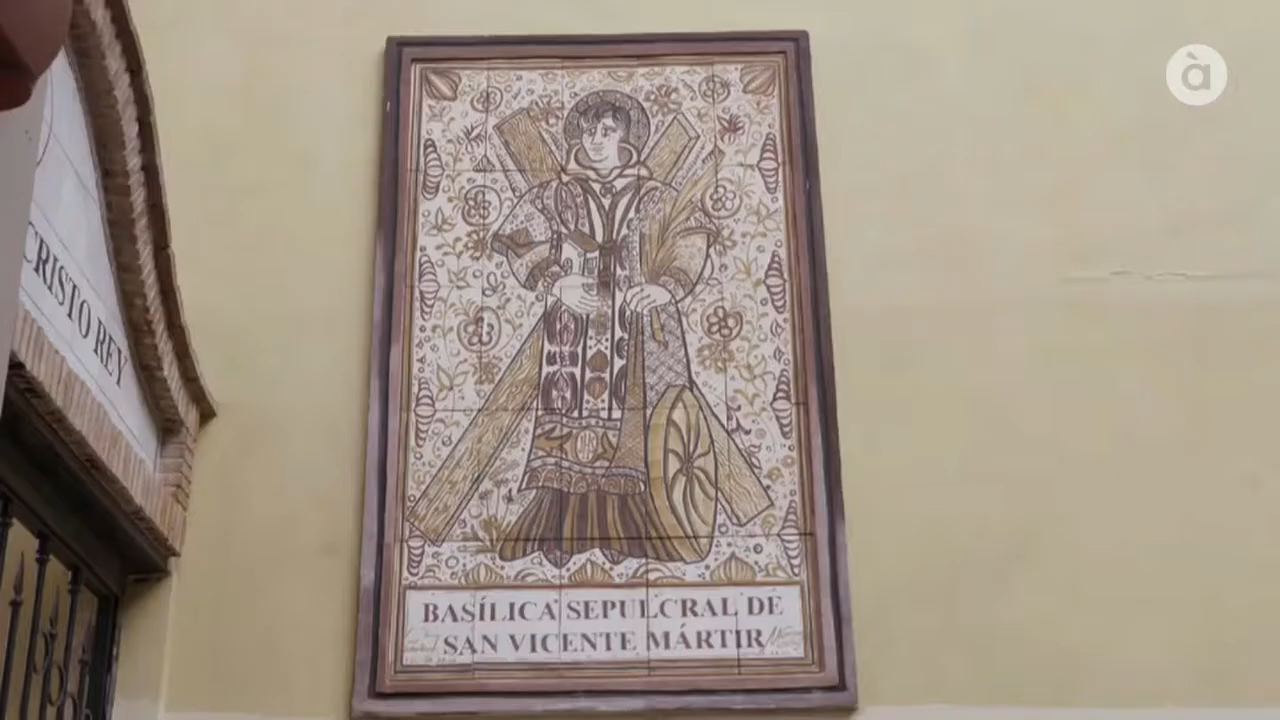 à
CRISTO REY
BASÍLICA SEPULCRAL DE
SAN VICENTE MÁRTIR